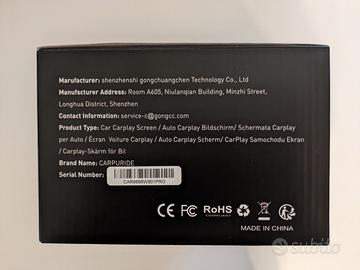 Manufacturer: shenzhenshi gongchuangchen Technology Co., Ltd
Manufacturer Address: Room A605, Niulanqian Building, Minzhi Street,
Longhua District, Shenzhen
Contact Information: service-c@gongcc.com
Product Type: Car Carplay Screen / Auto Carplay Bildschirm/ Schermata Carplay
per Auto / Écran Voiture Carplay / Auto Carplay Scherm/ CarPlay Samochodu Ekran
/ Carplay-Skärm för Bil
Brand Name: CARPURIDE
Serial Number:
CAR8666W901PRO
CE FC RoHS
COMPLIANT
MADE IN CHINA
subito